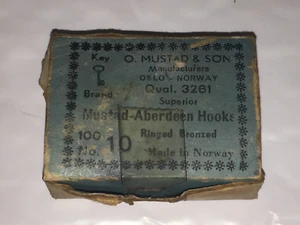 Key O. MUSTAD & SÖN
Manufacturers
OSLO - NORWAY
Brand Qual. 3261
Superior
Mustad-Aberdeen Hooks
100 Ringed Bronzed
No. 10 Made in Norway